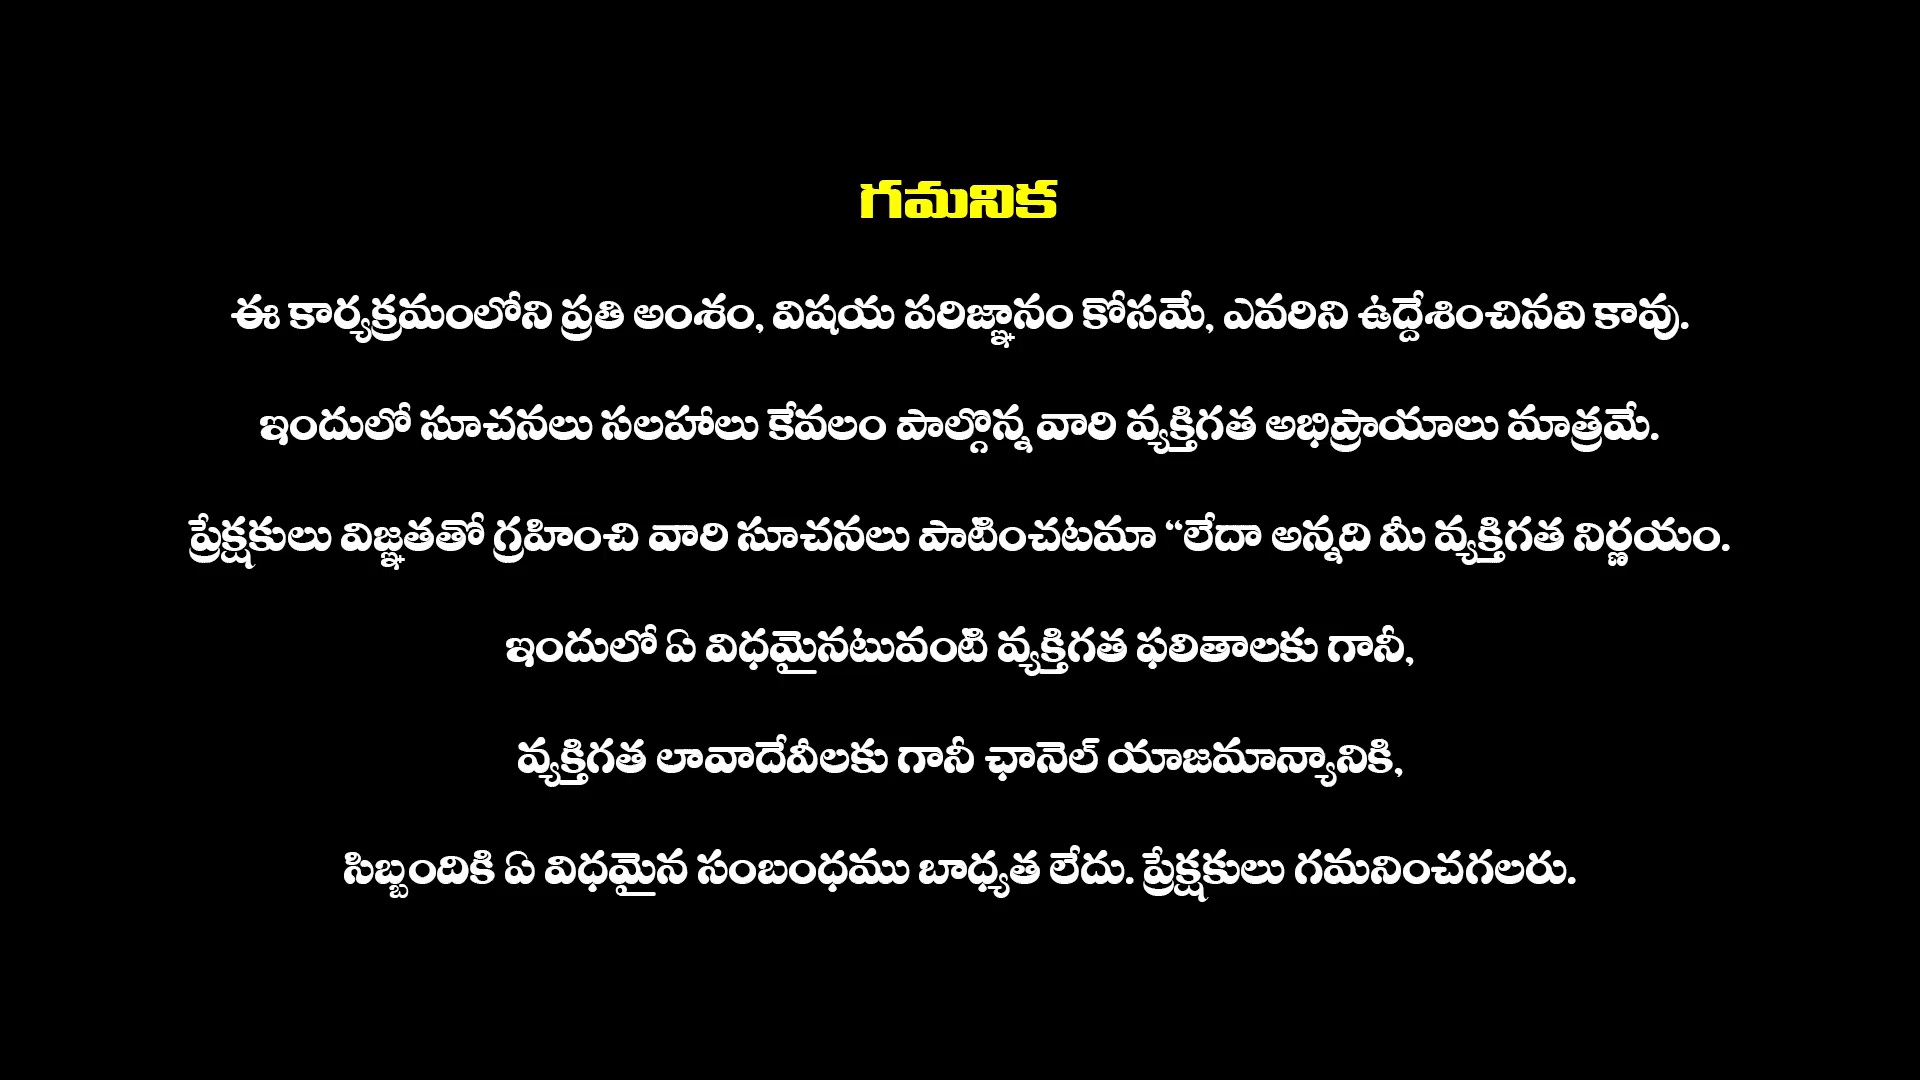 గమనిక
ఈ కార్యక్రమంలోని ప్రతి అంశం, విషయ పరిజ్ఞానం కోసమే, ఎవరిని ఉద్దేశించినవి కావు.
ఇందులో సూచనలు సలహాలు కేవలం పాల్గొన్న వారి వ్యక్తిగత అభిప్రాయాలు మాత్రమే.
ప్రేక్షకులు విజ్ఞతతో గ్రహించి వారి సూచనలు పాటించటమా “లేదా అన్నది మీ వ్యక్తిగత నిర్ణయం.
ఇందులో ఏ విధమైనటువంటి వ్యక్తిగత ఫలితాలకు గానీ,
వ్యక్తిగత లావాదేవీలకు గానీ ఛానెల్ యాజమాన్యానికి,
సిబ్బందికి ఏ విధమైన సంబంధము బాధ్యత లేదు. ప్రేక్షకులు గమనించగలరు.